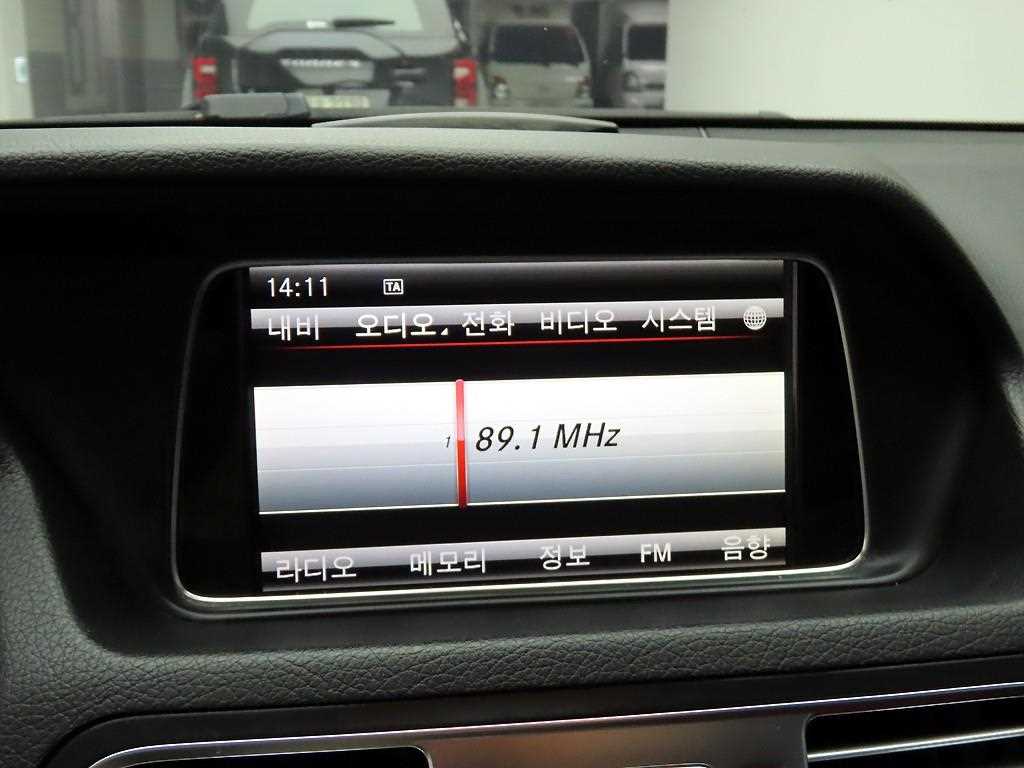 14:11 TA
내비 오디오 전화 비디오 시스템
1 89.1 MHz
라디오 메모리 정보 FM 음향